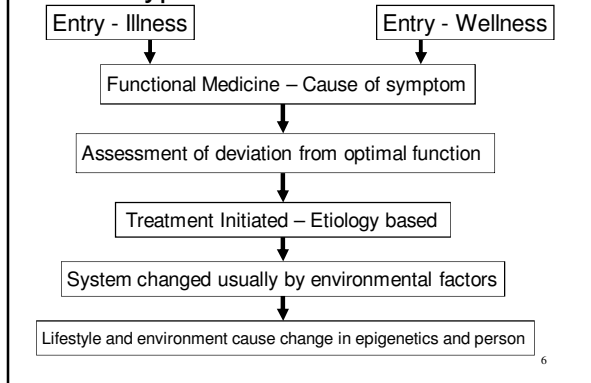 Entry - Illness
Entry - Wellness
Functional Medicine – Cause of symptom
Assessment of deviation from optimal function
Treatment Initiated – Etiology based
System changed usually by environmental factors
Lifestyle and environment cause change in epigenetics and person
6